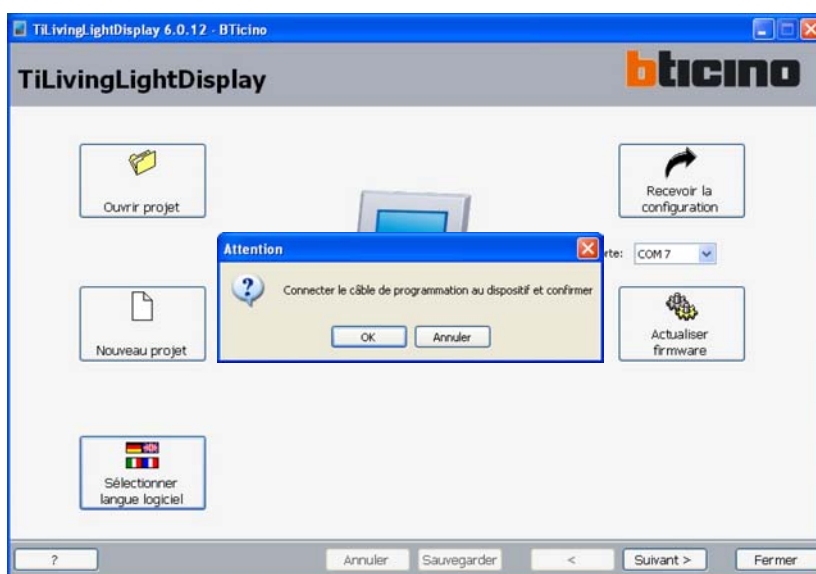 TiLivingLightDisplay 6.0.12 - BTicino
TiLivingLightDisplay
bticino
Ouvrir projet
Recevoir la
configuration
rte:
COM 7
Attention
Connecter le câble de programmation au dispositif et confirmer
OK
Annuler
Nouveau projet
Actualiser
firmware
Sélectionner
langue logiciel
?
Annuler
Sauvegarder
<
Suivant >
Fermer